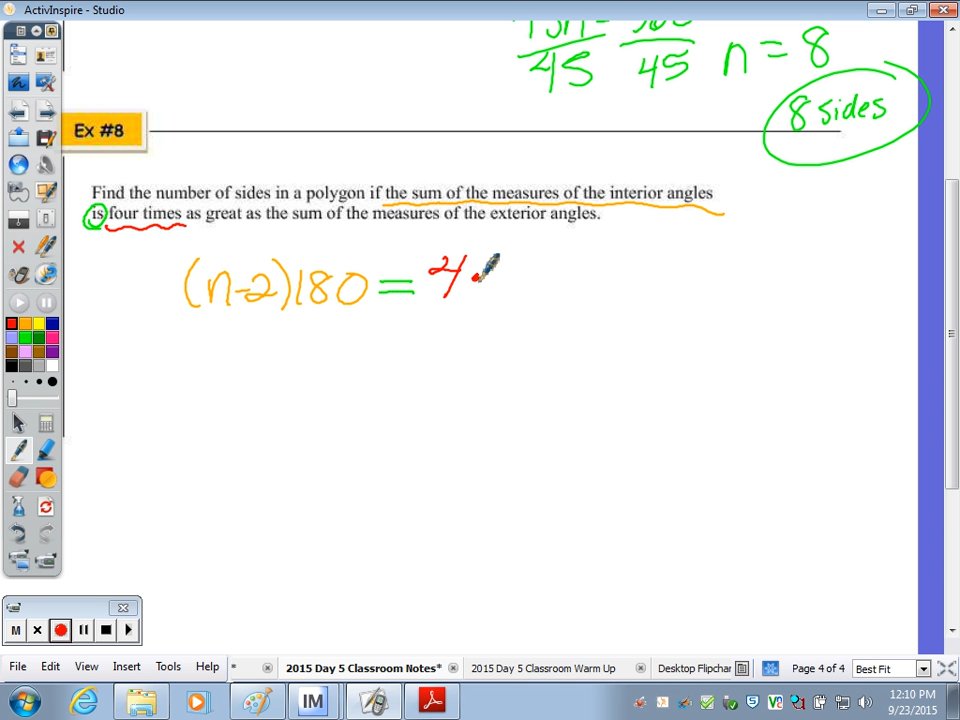 ActivInspire - Studio
45 45 n = 8
8 sides
Ex #8
Find the number of sides in a polygon if the sum of the measures of the interior angles
is four times as great as the sum of the measures of the exterior angles.
(n-2)180 = 4 ·
M
File Edit View Insert Tools Help
2015 Day 5 Classroom Notes*
2015 Day 5 Classroom Warm Up
Desktop Flipchar
Page 4 of 4
Best Fit
IM
12:10 PM
9/23/2015